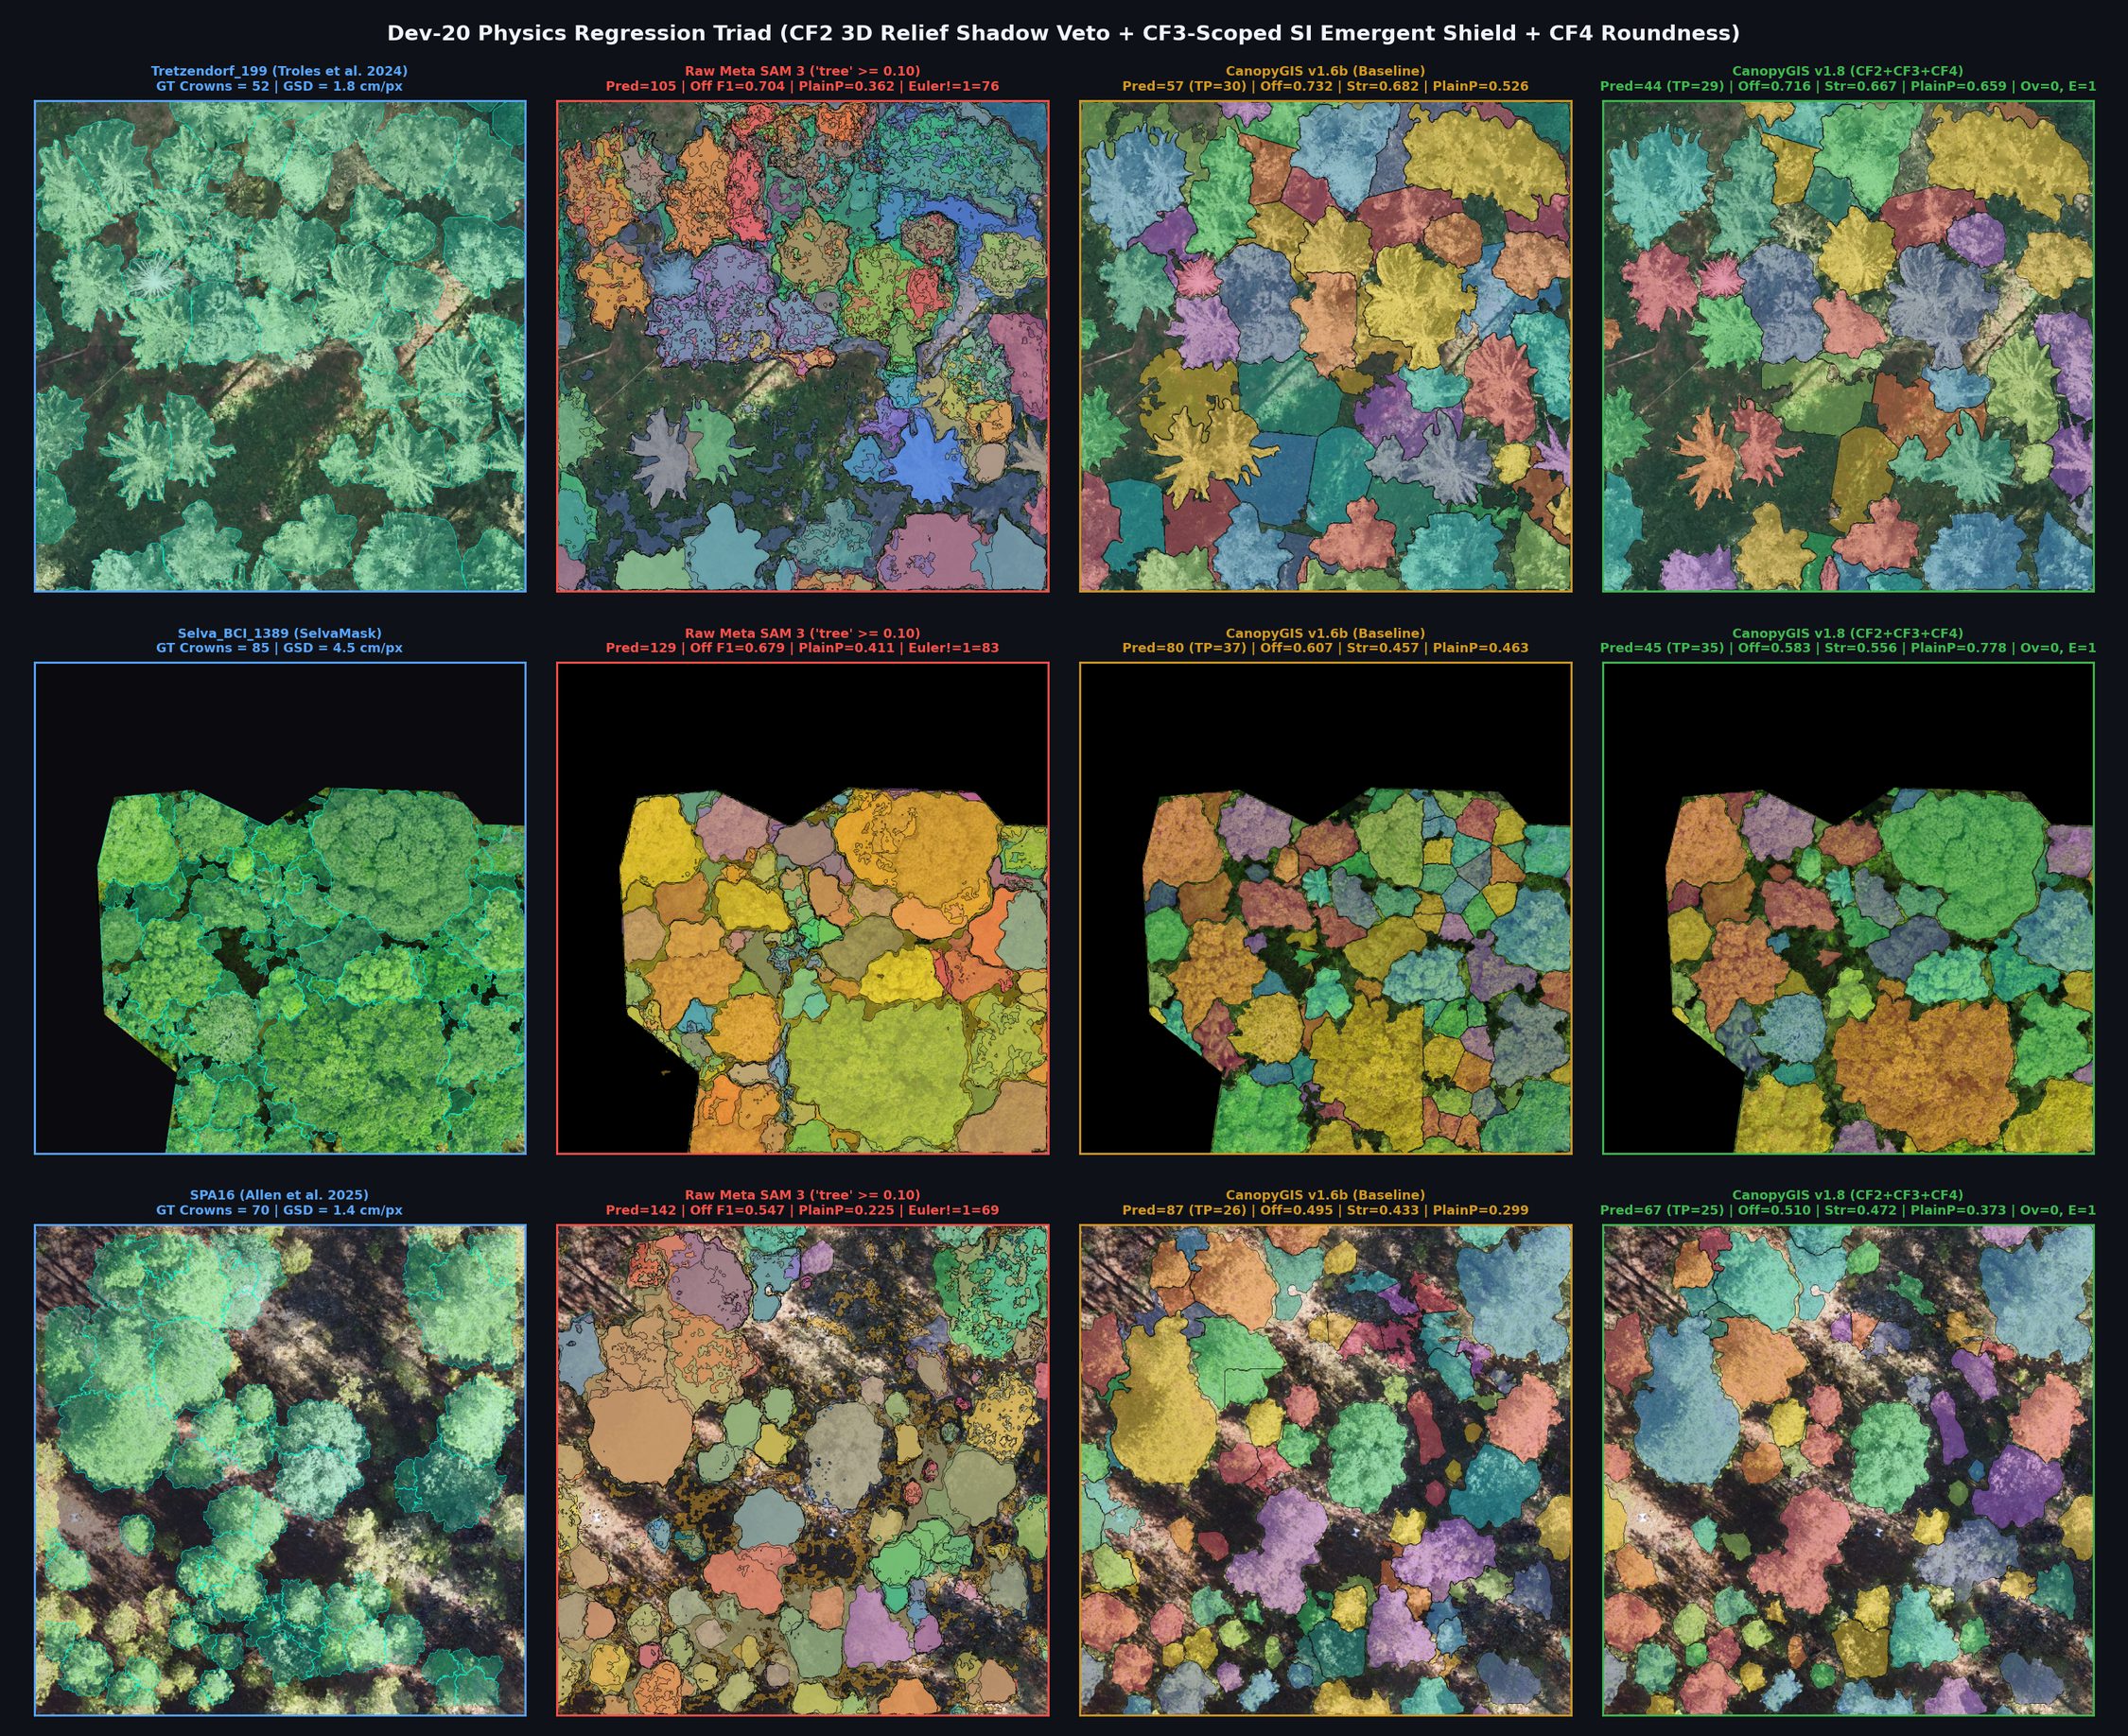 Dev-20 Physics Regression Triad (CF2 3D Relief Shadow Veto + CF3-Scoped SI Emergent Shield + CF4 Roundness)
Tretzendorf_199 (Troles et al. 2024)
GT Crowns = 52 | GSD = 1.8 cm/px
Raw Meta SAM 3 ('tree' >= 0.10)
Pred=105 | Off F1=0.704 | PlainP=0.362 | Euler!=1=76
CanopyGIS v1.6b (Baseline)
Pred=57 (TP=30) | Off=0.732 | Str=0.682 | PlainP=0.526
CanopyGIS v1.8 (CF2+CF3+CF4)
Pred=44 (TP=29) | Off=0.716 | Str=0.667 | PlainP=0.659 | Ov=0, E=1
Selva_BCI_1389 (SelvaMask)
GT Crowns = 85 | GSD = 4.5 cm/px
Raw Meta SAM 3 ('tree' >= 0.10)
Pred=129 | Off F1=0.679 | PlainP=0.411 | Euler!=1=83
CanopyGIS v1.6b (Baseline)
Pred=80 (TP=37) | Off=0.607 | Str=0.457 | PlainP=0.463
CanopyGIS v1.8 (CF2+CF3+CF4)
Pred=45 (TP=35) | Off=0.583 | Str=0.556 | PlainP=0.778 | Ov=0, E=1
SPA16 (Allen et al. 2025)
GT Crowns = 70 | GSD = 1.4 cm/px
Raw Meta SAM 3 ('tree' >= 0.10)
Pred=142 | Off F1=0.547 | PlainP=0.225 | Euler!=1=69
CanopyGIS v1.6b (Baseline)
Pred=87 (TP=26) | Off=0.495 | Str=0.433 | PlainP=0.299
CanopyGIS v1.8 (CF2+CF3+CF4)
Pred=67 (TP=25) | Off=0.510 | Str=0.472 | PlainP=0.373 | Ov=0, E=1